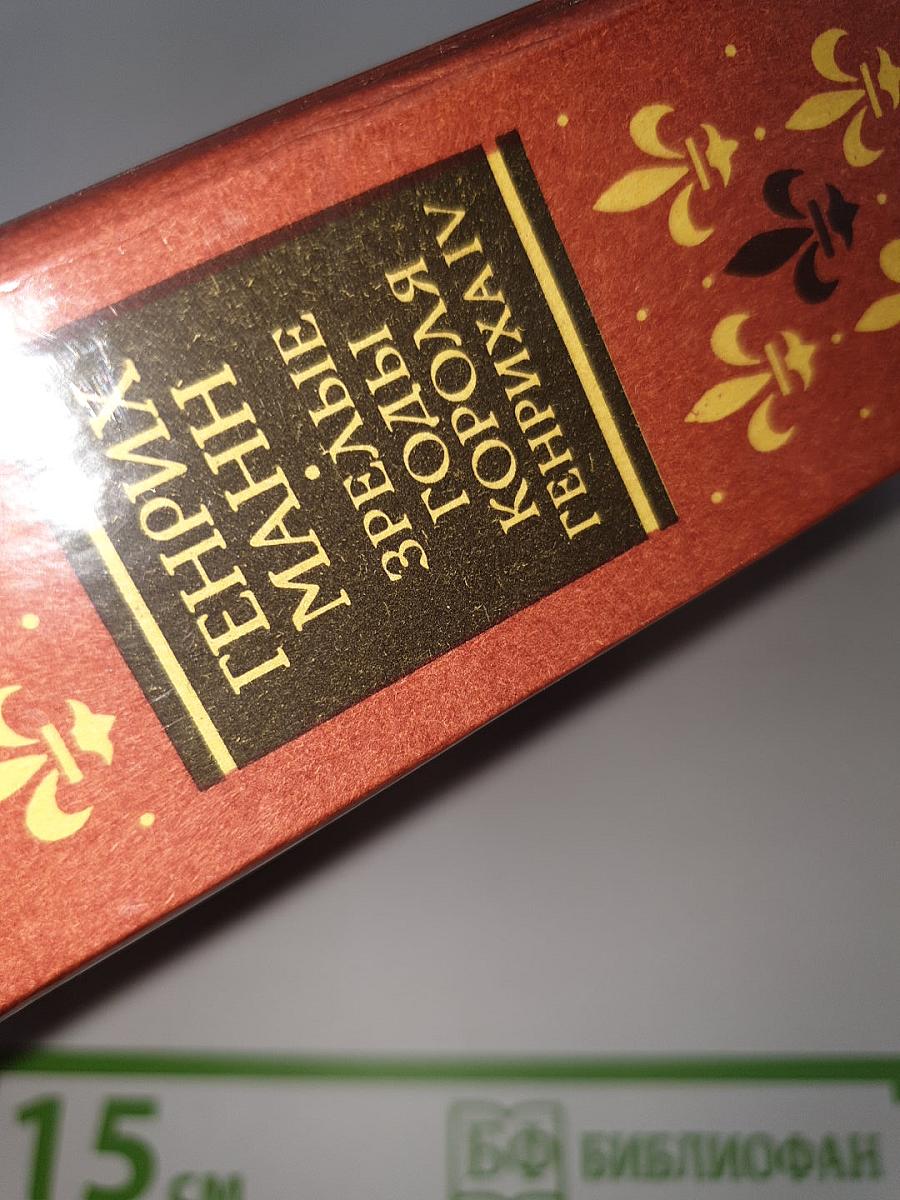 ГЕНРИХ
МАНН
ЗРЕЛЫЕ
ГОДЫ
КОРОЛЯ
ГЕНРИХА IV
15 см
БФ БИБЛИОФАН